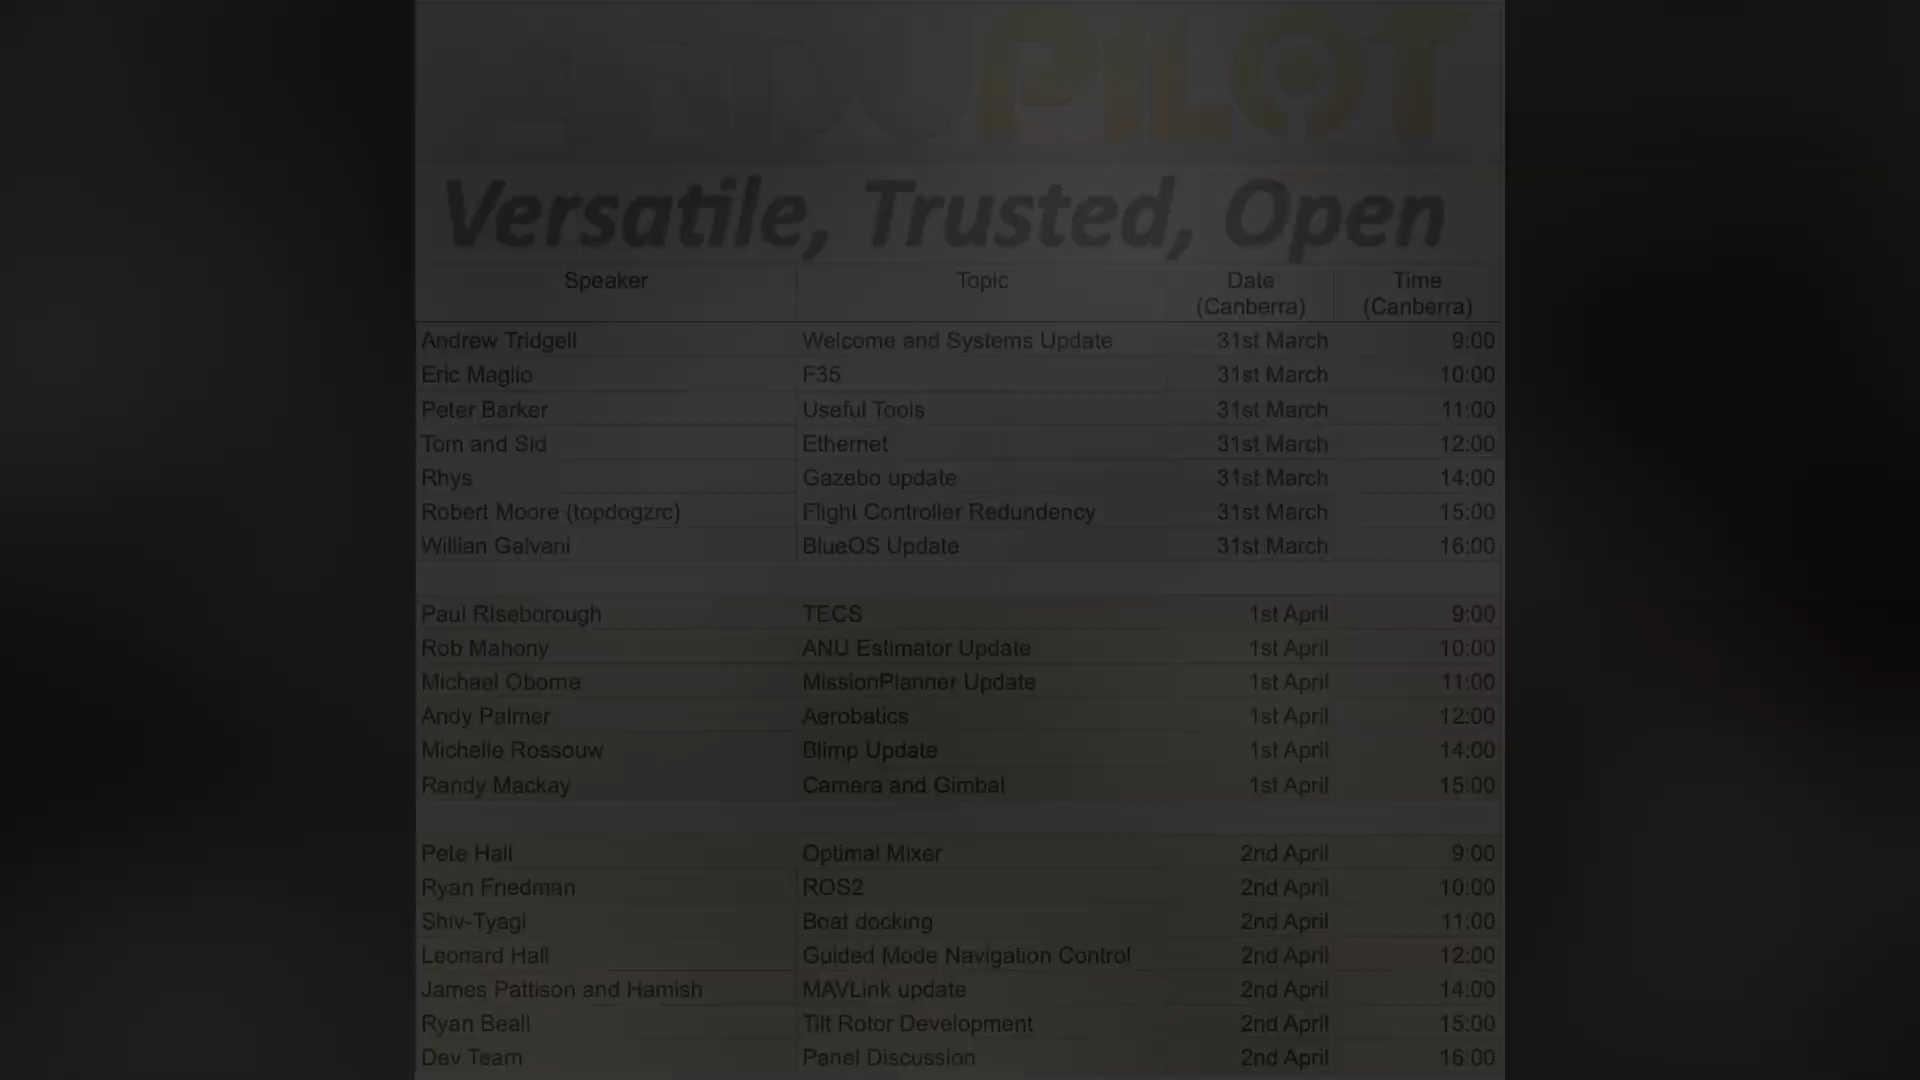 ARDUPILOT
Versatile, Trusted, Open
Speaker Topic Date (Canberra) Time (Canberra)
Andrew Tridgell Welcome and Systems Update 31st March 9:00
Eric Maglio F35 31st March 10:00
Peter Barker Useful Tools 31st March 11:00
Tom and Sid Ethernet 31st March 12:00
Rhys Gazebo update 31st March 14:00
Robert Moore (topdogzrc) Flight Controller Redundency 31st March 15:00
Willian Galvani BlueOS Update 31st March 16:00
Paul RIseborough TECS 1st April 9:00
Rob Mahony ANU Estimator Update 1st April 10:00
Michael Oborne MissionPlanner Update 1st April 11:00
Andy Palmer Aerobatics 1st April 12:00
Michelle Rossouw Blimp Update 1st April 14:00
Randy Mackay Camera and Gimbal 1st April 15:00
Pete Hall Optimal Mixer 2nd April 9:00
Ryan Friedman ROS2 2nd April 10:00
Shiv-Tyagi Boat docking 2nd April 11:00
Leonard Hall Guided Mode Navigation Control 2nd April 12:00
James Pattison and Hamish MAVLink update 2nd April 14:00
Ryan Beall Tilt Rotor Development 2nd April 15:00
Dev Team Panel Discussion 2nd April 16:00